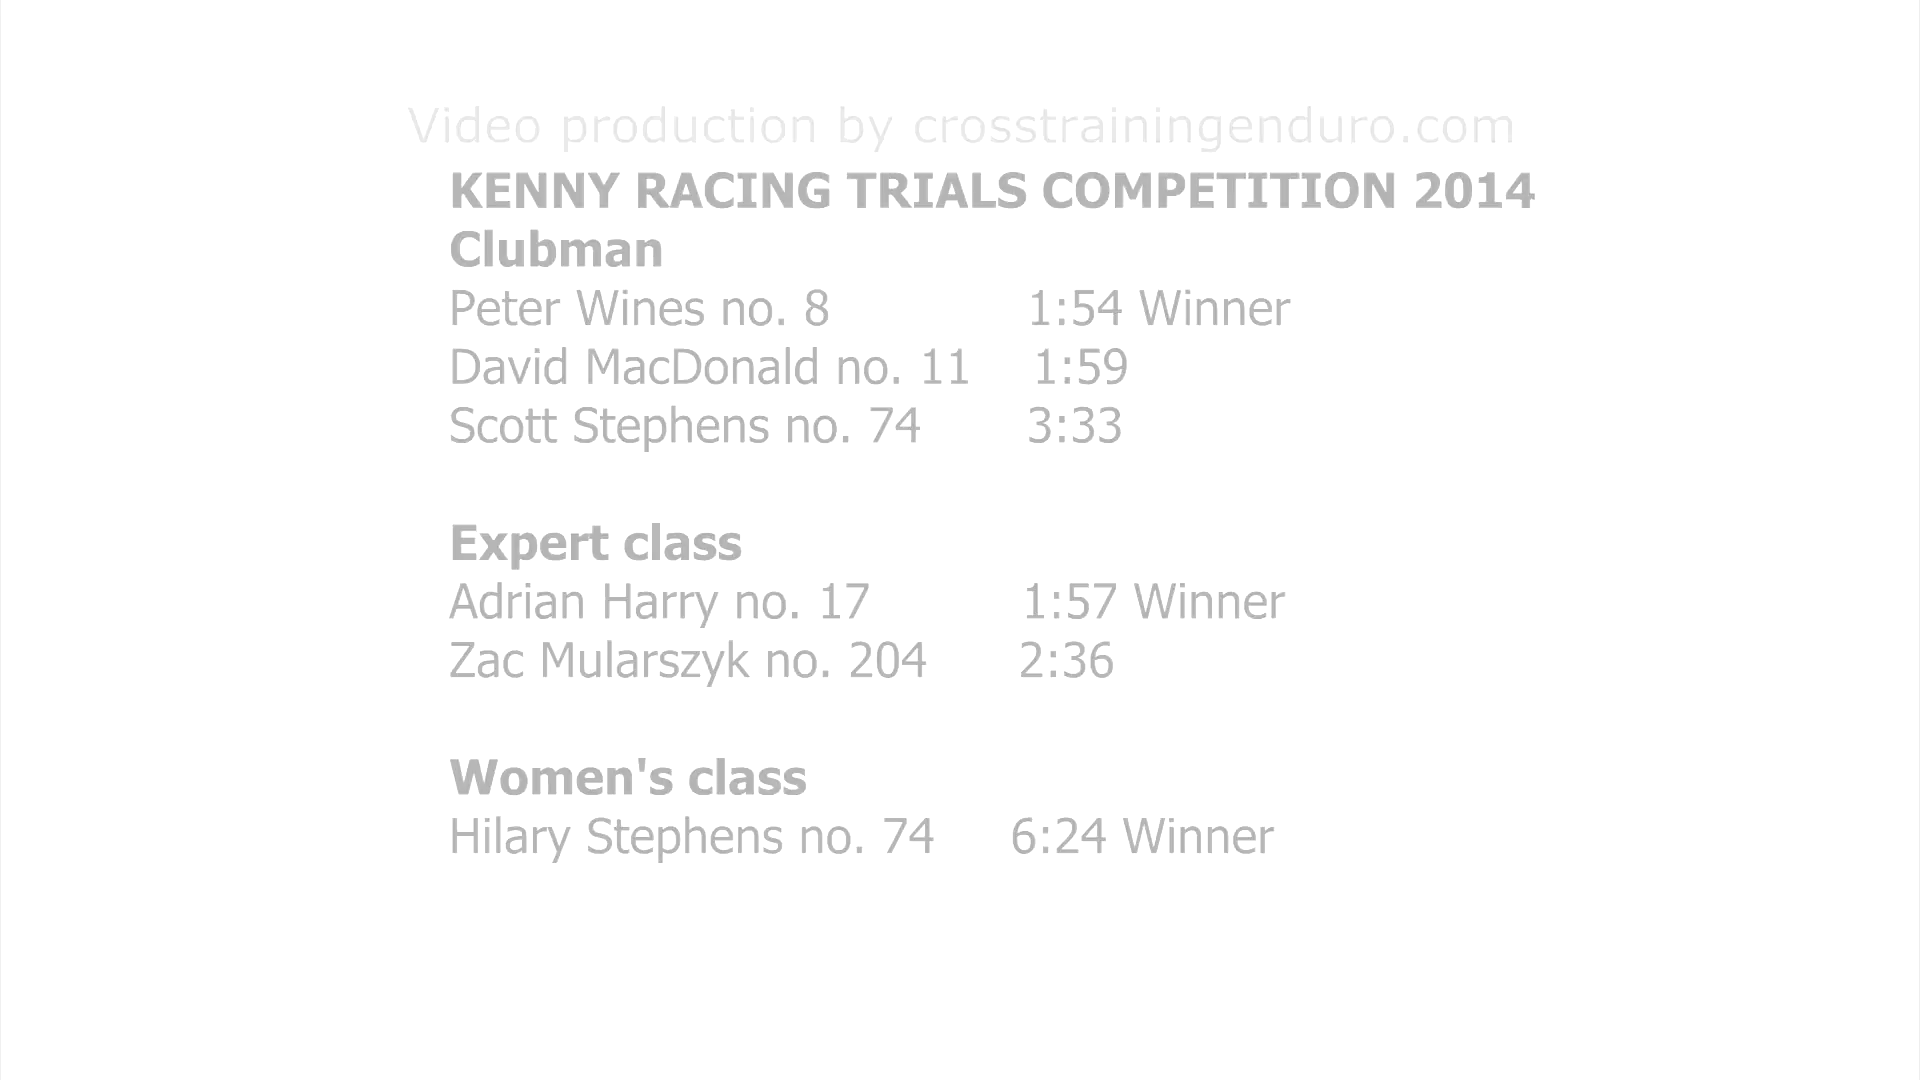 Video production by crosstrainingenduro.com
KENNY RACING TRIALS COMPETITION 2014
Clubman
Peter Wines no. 8 1:54 Winner
David MacDonald no. 11 1:59
Scott Stephens no. 74 3:33
Expert class
Adrian Harry no. 17 1:57 Winner
Zac Mularszyk no. 204 2:36
Women's class
Hilary Stephens no. 74 6:24 Winner